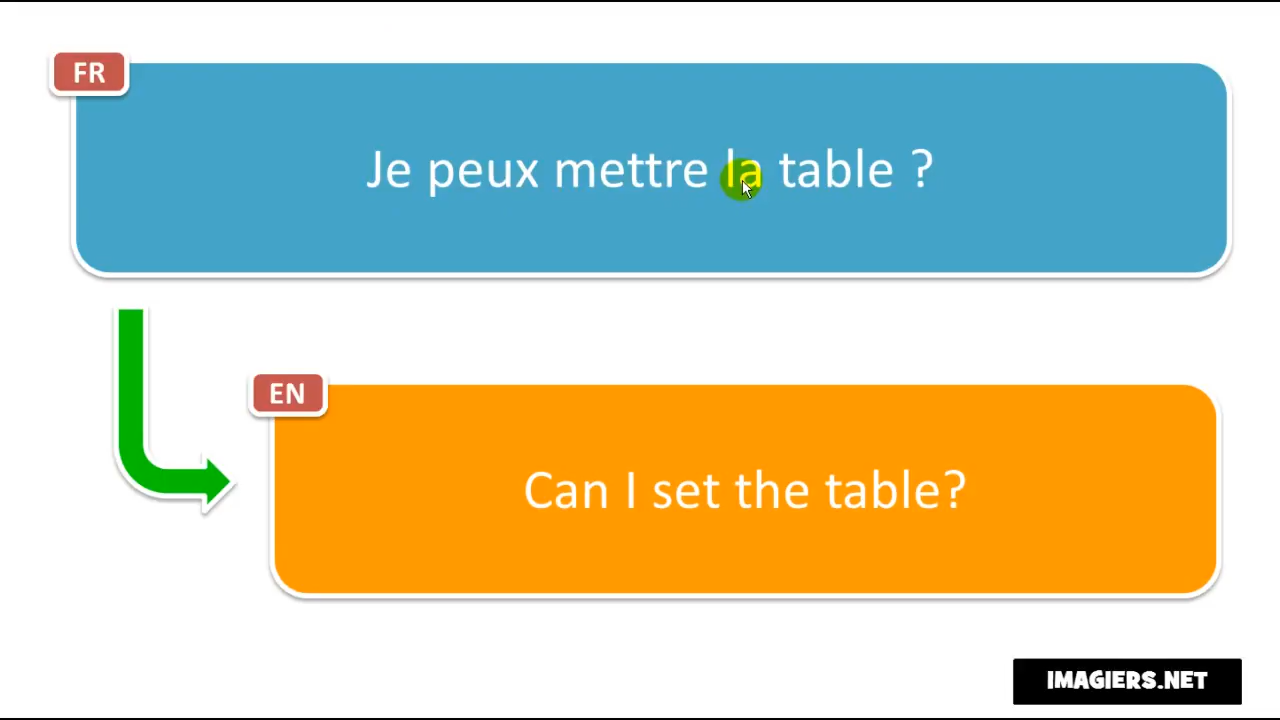 FR
Je peux mettre la table ?
EN
Can I set the table?
IMAGIERS.NET